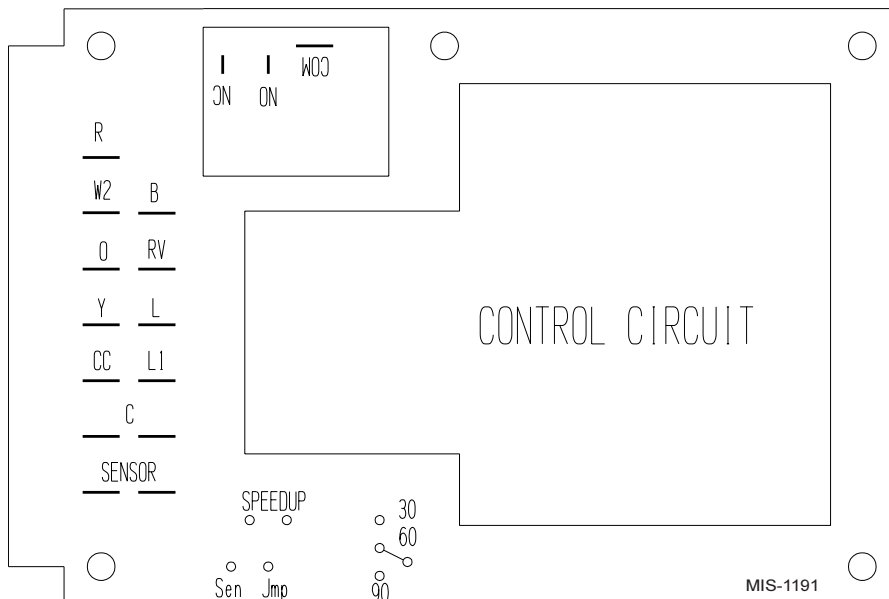 NC NO COM
R
W2 B
O RV
Y L
CC L1
C
SENSOR
CONTROL CIRCUIT
SPEEDUP
30
60
90
Sen Jmp
MIS-1191